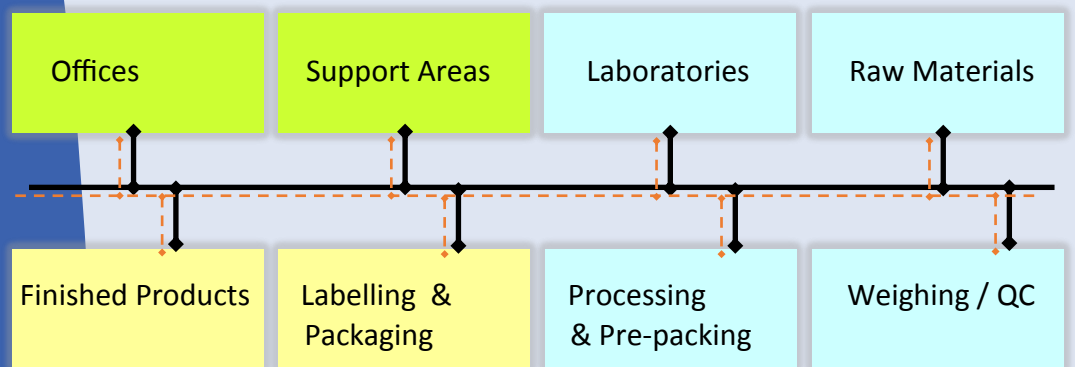 Offices
Support Areas
Laboratories
Raw Materials
Finished Products
Labelling &
Packaging
Processing
& Pre-packing
Weighing / QC